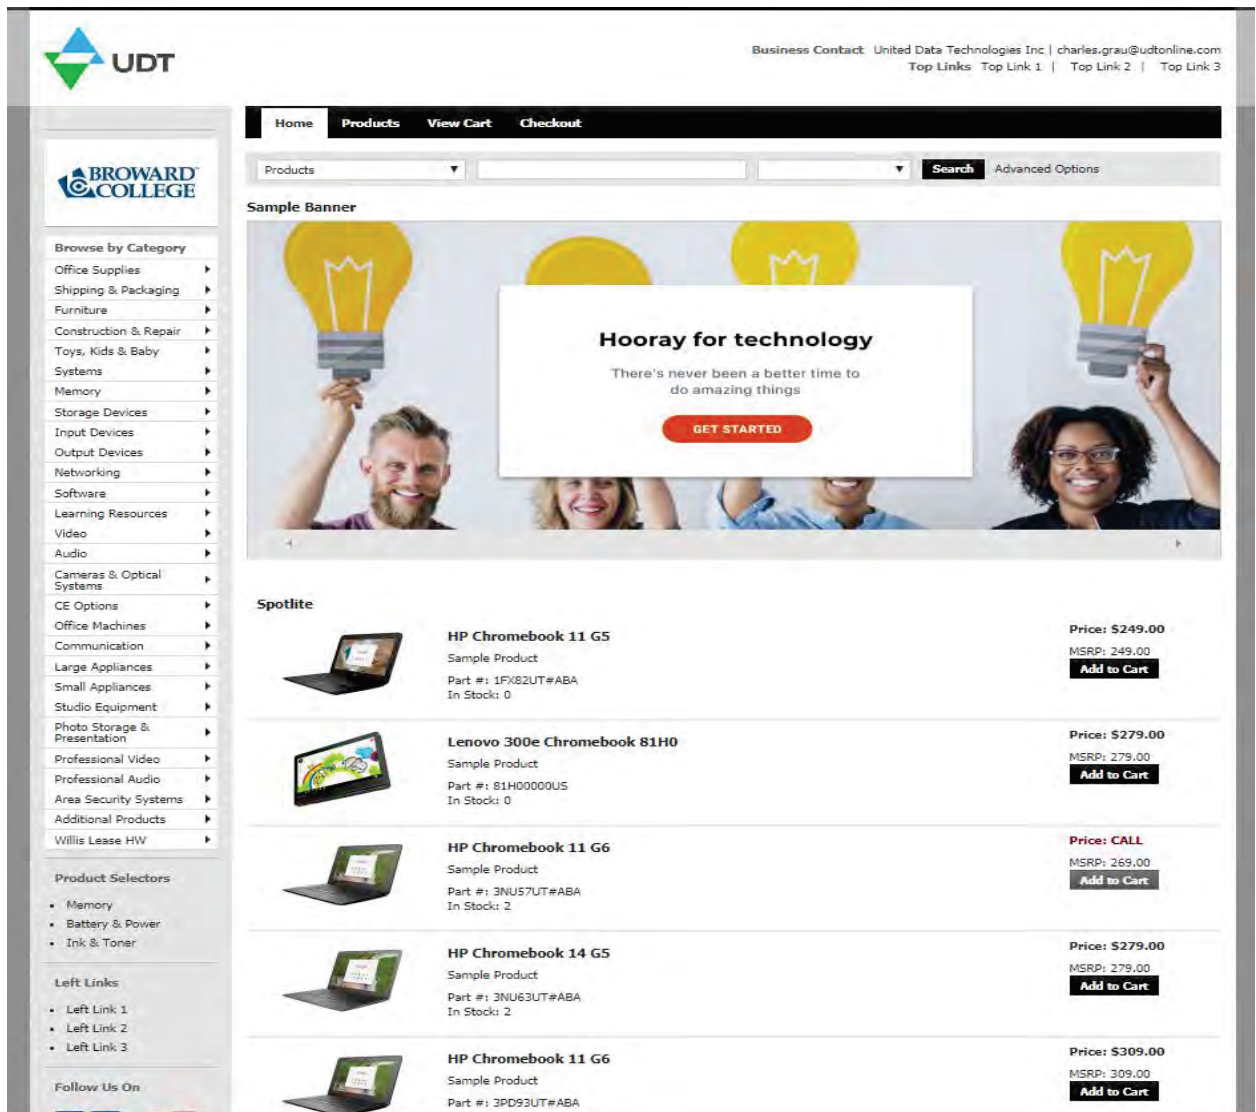 UDT
Business Contact United Data Technologies Inc | charles.grau@udtonline.com
Top Links Top Link 1 | Top Link 2 | Top Link 3
Home Products View Cart Checkout
BROWARD
COLLEGE
Products Search Advanced Options
Sample Banner
Hooray for technology
There's never been a better time to
do amazing things
GET STARTED
Browse by Category
Office Supplies
Shipping & Packaging
Furniture
Construction & Repair
Toys, Kids & Baby
Systems
Memory
Storage Devices
Input Devices
Output Devices
Networking
Software
Learning Resources
Video
Audio
Cameras & Optical
Systems
CE Options
Office Machines
Communication
Large Appliances
Small Appliances
Studio Equipment
Photo Storage &
Presentation
Professional Video
Professional Audio
Area Security Systems
Additional Products
Willis Lease HW
Product Selectors
Memory
Battery & Power
Ink & Toner
Left Links
Left Link 1
Left Link 2
Left Link 3
Follow Us On
Spotlite
HP Chromebook 11 G5
Sample Product
Part #: 1FX82UT#ABA
In Stock: 0
Price: $249.00
MSRP: 249.00
Add to Cart
Lenovo 300e Chromebook 81H0
Sample Product
Part #: 81H00000US
In Stock: 0
Price: $279.00
MSRP: 279.00
Add to Cart
HP Chromebook 11 G6
Sample Product
Part #: 3NU57UT#ABA
In Stock: 2
Price: CALL
MSRP: 269.00
Add to Cart
HP Chromebook 14 G5
Sample Product
Part #: 3NU63UT#ABA
In Stock: 2
Price: $279.00
MSRP: 279.00
Add to Cart
HP Chromebook 11 G6
Sample Product
Part #: 3PD93UT#ABA
Price: $309.00
MSRP: 309.00
Add to Cart